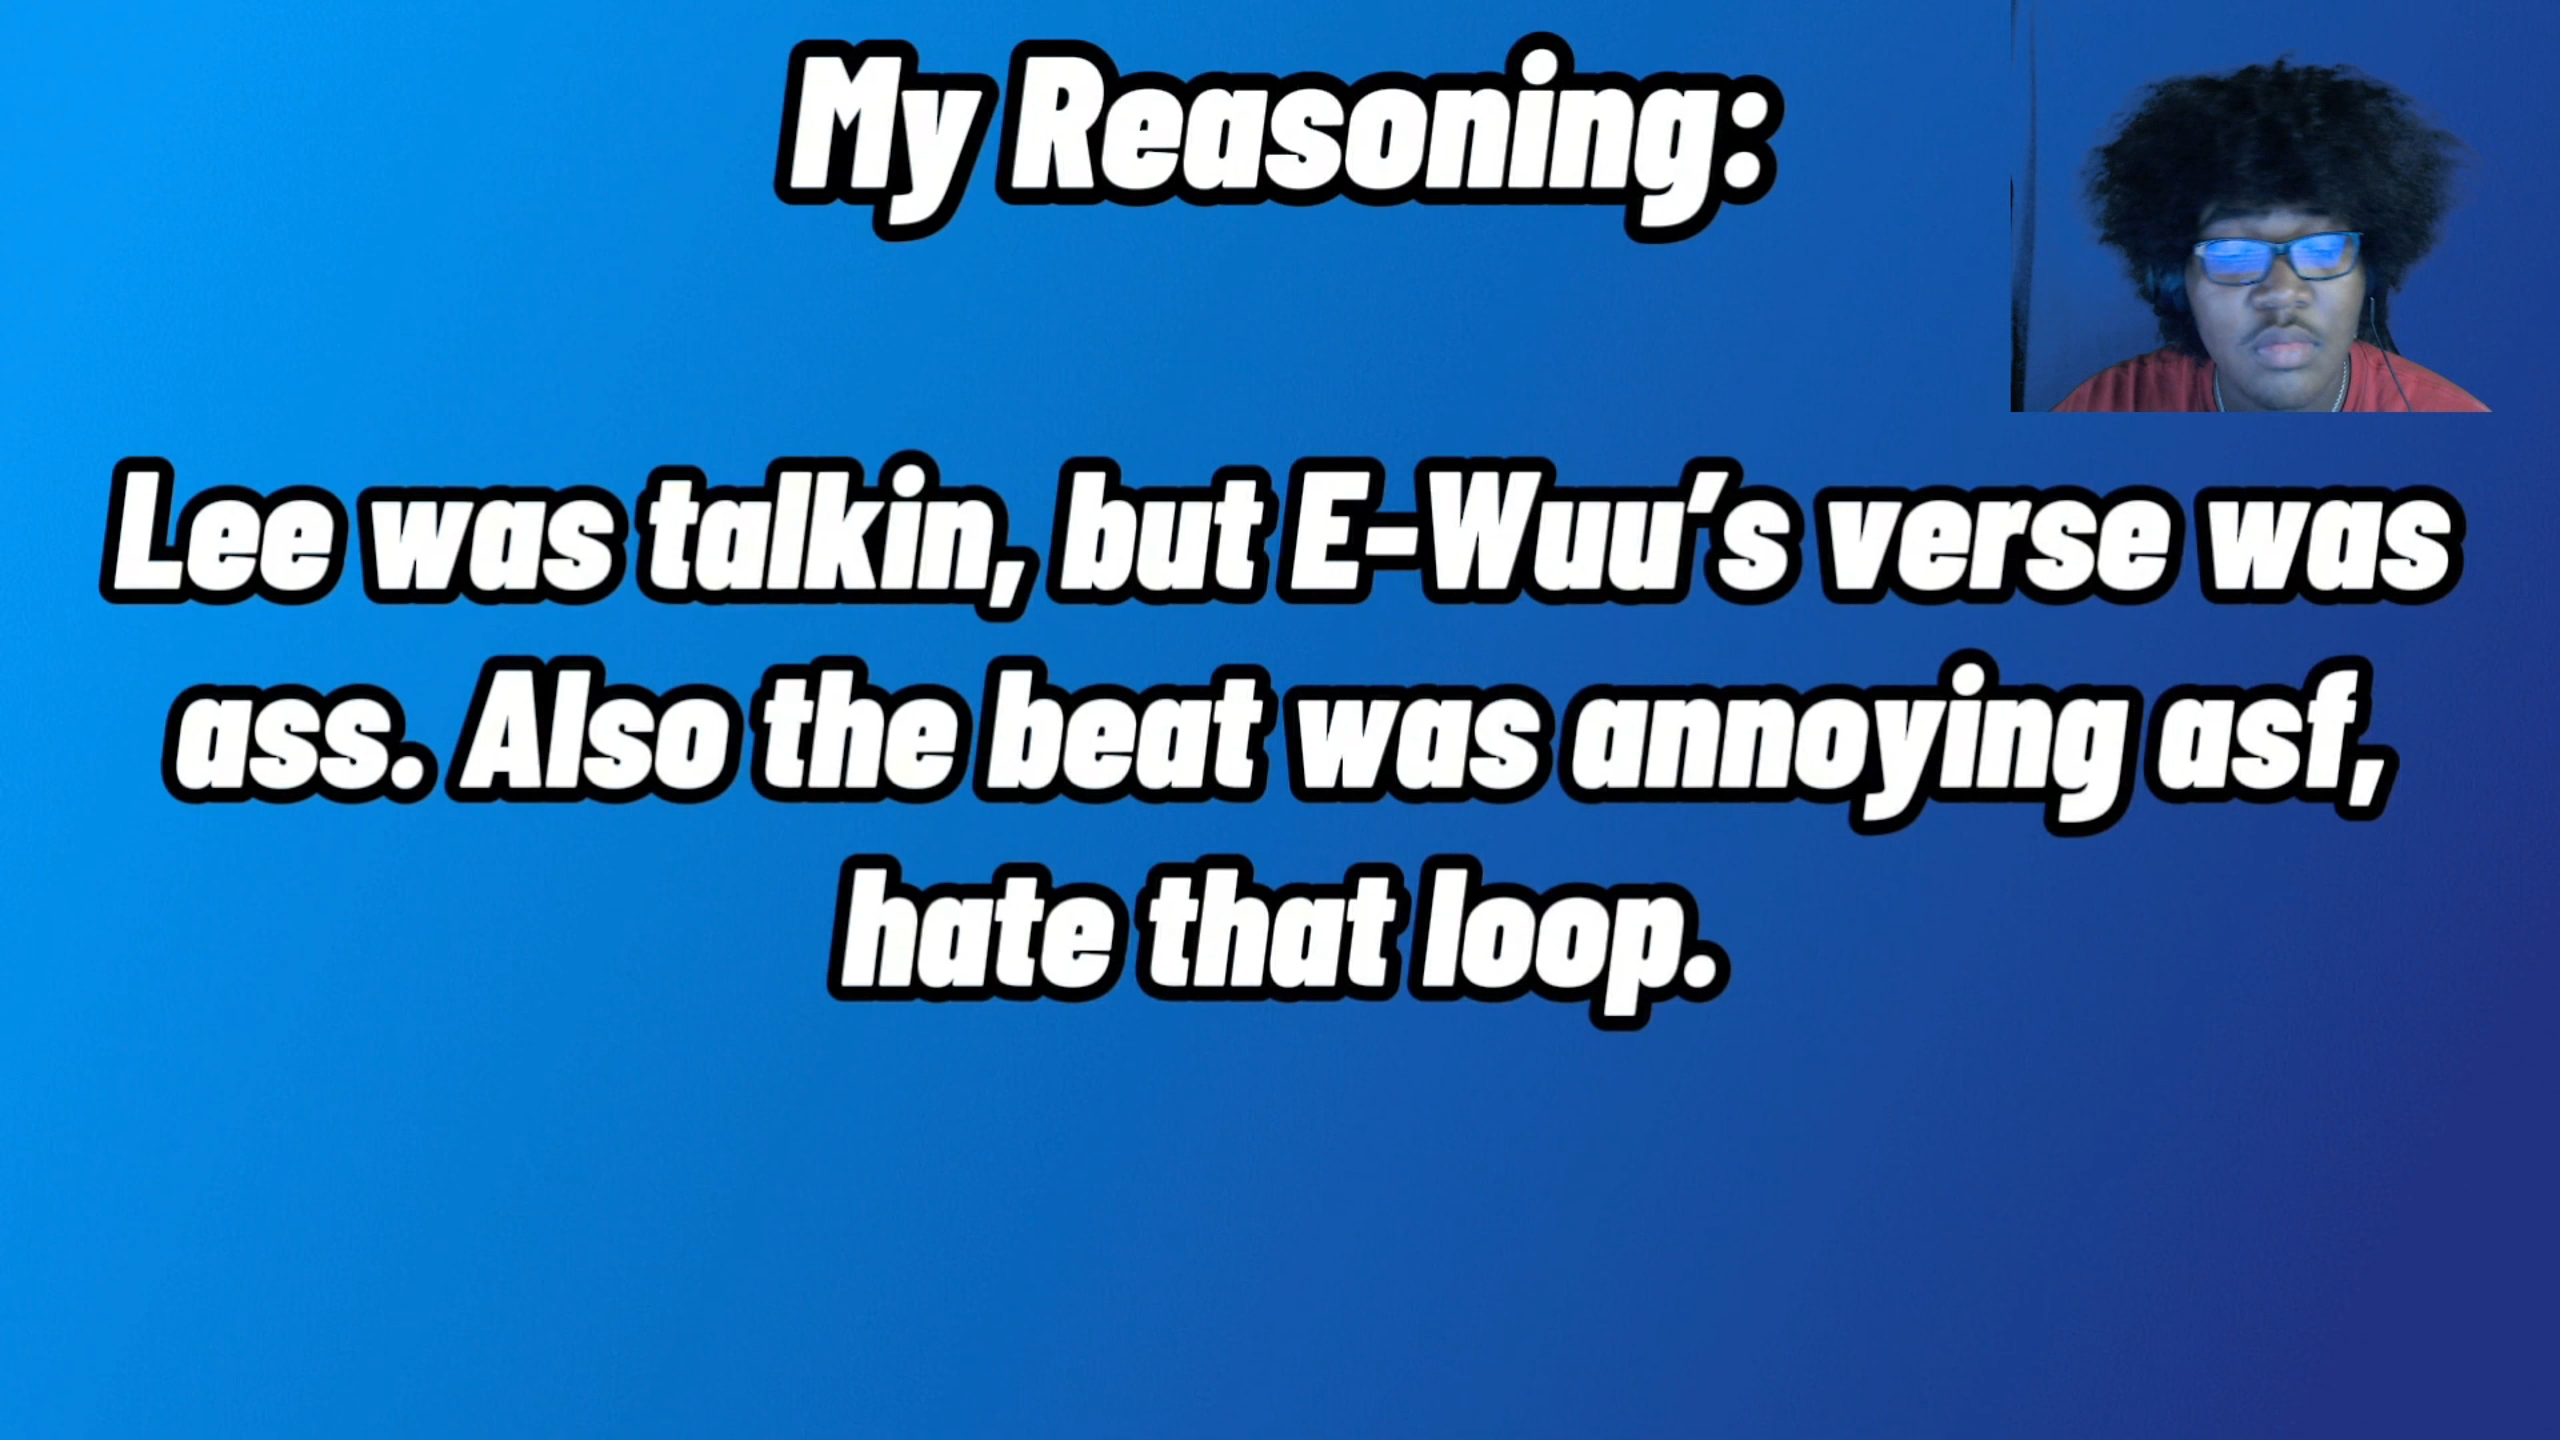 My Reasoning:
Lee was talkin, but E-Wuu's verse was
ass. Also the beat was annoying asf,
hate that loop.